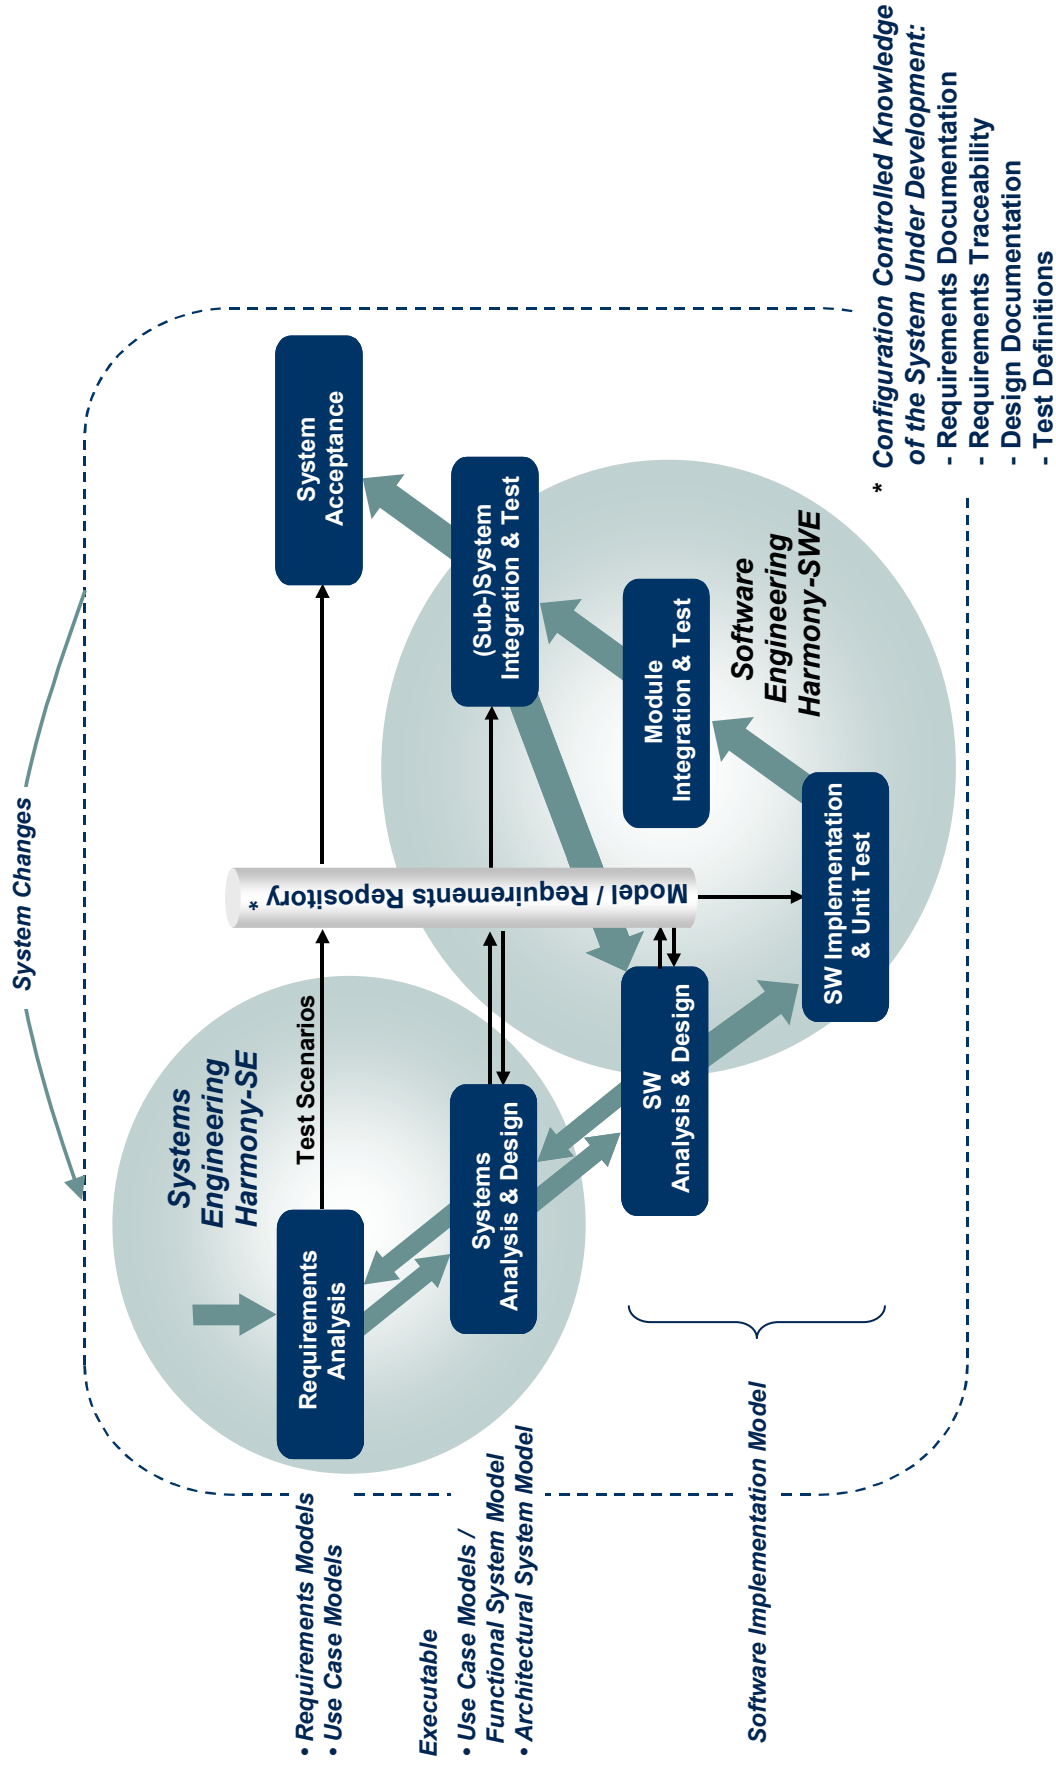 System Changes
Systems
Engineering
Harmony-SE
• Requirements Models
• Use Case Models
Requirements
Analysis
Test Scenarios
System
Acceptance
Executable
• Use Case Models /
Functional System Model
• Architectural System Model
Systems
Analysis & Design
Model / Requirements Repository *
(Sub-)System
Integration & Test
SW
Analysis & Design
Module
Integration & Test
Software
Engineering
Harmony-SWE
Software Implementation Model
SW Implementation
& Unit Test
* Configuration Controlled Knowledge
of the System Under Development:
- Requirements Documentation
- Requirements Traceability
- Design Documentation
- Test Definitions